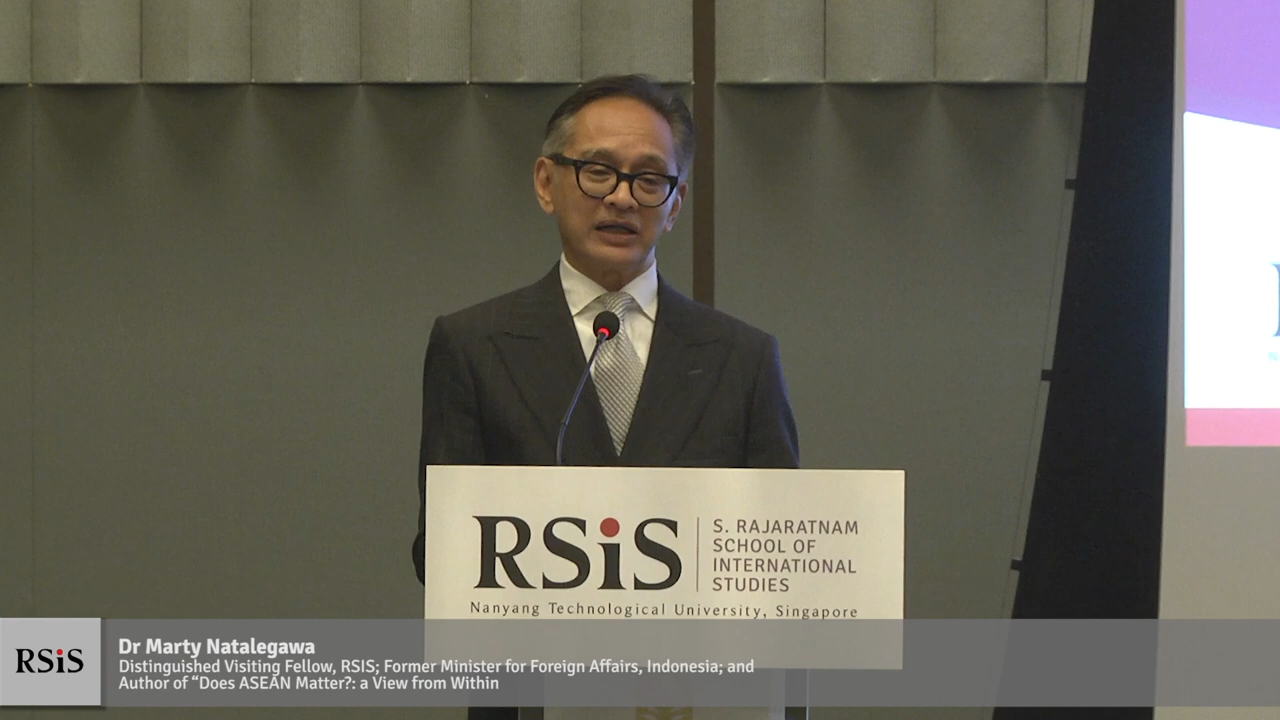 RSiS
S. RAJARATNAM
SCHOOL OF
INTERNATIONAL
STUDIES
Nanyang Technological University, Singapore
RSiS
Dr Marty Natalegawa
Distinguished Visiting Fellow, RSIS; Former Minister for Foreign Affairs, Indonesia; and
Author of “Does ASEAN Matter?: a View from Within